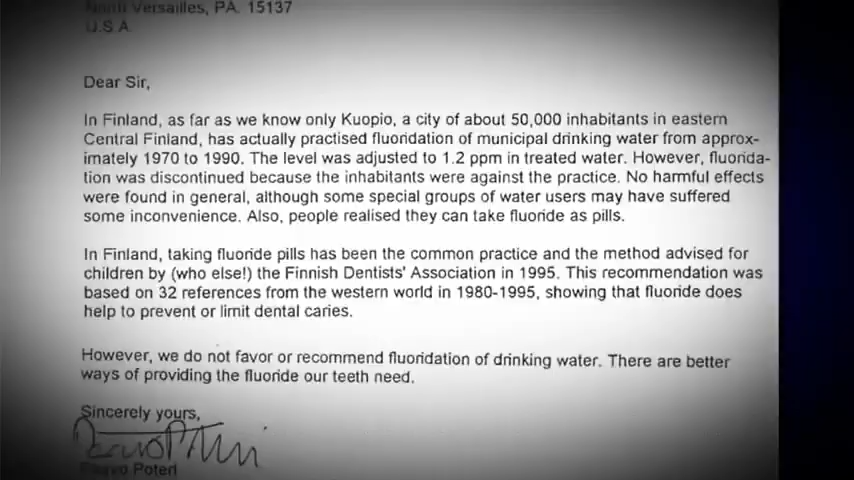 North Versailles, PA. 15137
U.S.A.
Dear Sir,
In Finland, as far as we know only Kuopio, a city of about 50,000 inhabitants in eastern
Central Finland, has actually practised fluoridation of municipal drinking water from approx-
imately 1970 to 1990. The level was adjusted to 1.2 ppm in treated water. However, fluorida-
tion was discontinued because the inhabitants were against the practice. No harmful effects
were found in general, although some special groups of water users may have suffered
some inconvenience. Also, people realised they can take fluoride as pills.
In Finland, taking fluoride pills has been the common practice and the method advised for
children by (who else!) the Finnish Dentists' Association in 1995. This recommendation was
based on 32 references from the western world in 1980-1995, showing that fluoride does
help to prevent or limit dental caries.
However, we do not favor or recommend fluoridation of drinking water. There are better
ways of providing the fluoride our teeth need.
Sincerely yours,
Poteri